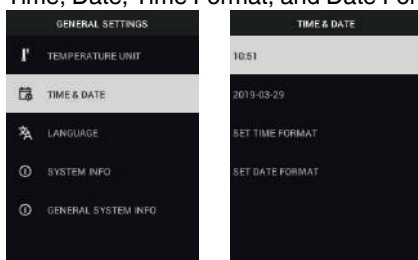 Time, Date, Time Format, and Date For
GENERAL SETTINGS
TEMPERATURE UNIT
TIME & DATE
LANGUAGE
SYSTEM INFO
GENERAL SYSTEM INFO
TIME & DATE
10:51
2019-03-29
SET TIME FORMAT
SET DATE FORMAT